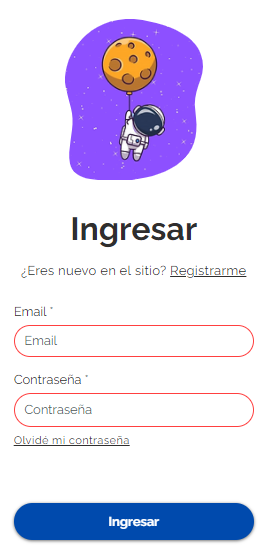 Ingresar
¿Eres nuevo en el sitio? Registrarme
Email *
Email
Contraseña *
Contraseña
Olvidé mi contraseña
Ingresar